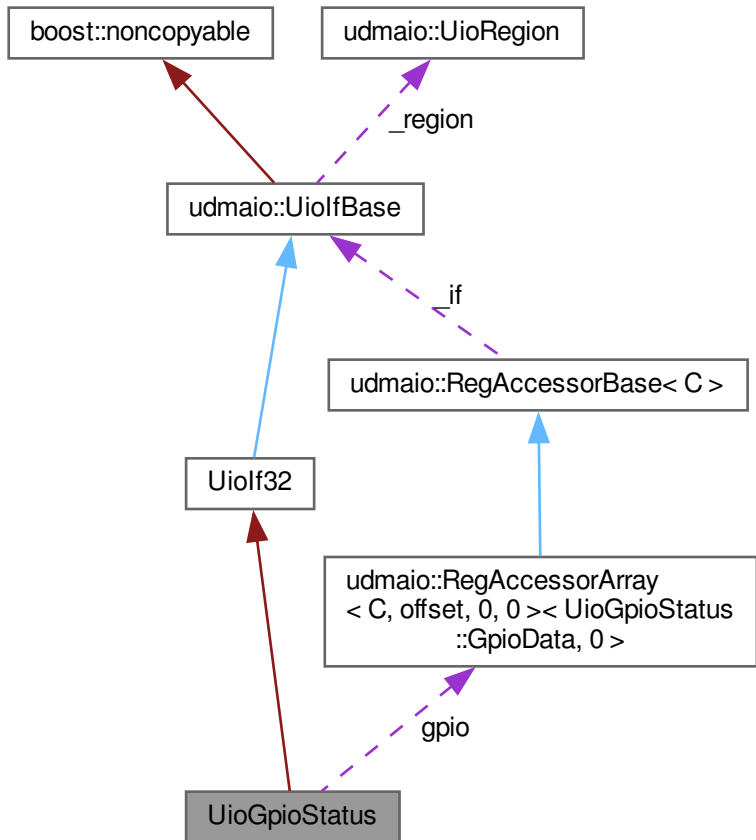 boost::noncopyable
udmaio::UioRegion
_region
udmaio::UioIfBase
_if
udmaio::RegAccessorBase< C >
UioIf32
udmaio::RegAccessorArray
< C, offset, 0, 0 >< UioGpioStatus
::GpioData, 0 >
gpio
UioGpioStatus